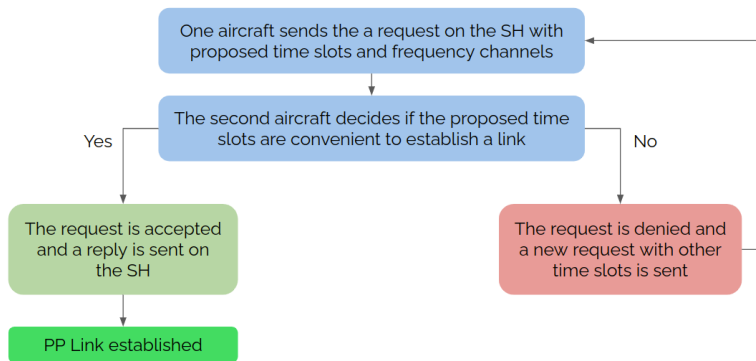 One aircraft sends the a request on the SH with
proposed time slots and frequency channels
The second aircraft decides if the proposed time
slots are convenient to establish a link
Yes
No
The request is accepted
and a reply is sent on
the SH
The request is denied and
a new request with other
time slots is sent
PP Link established